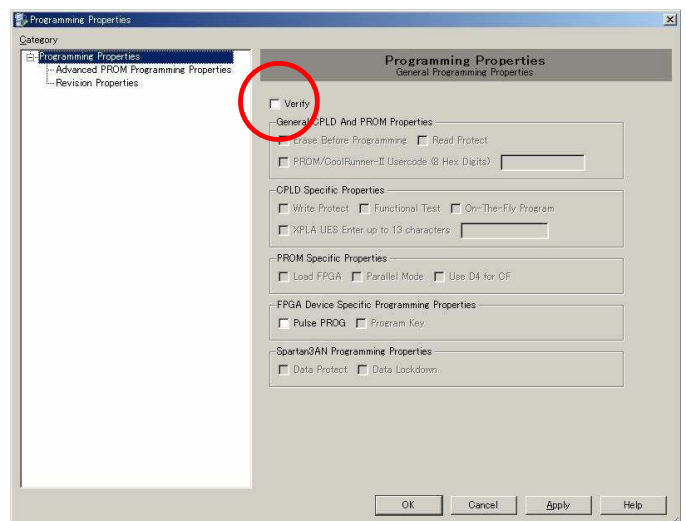 Programming Properties
Category
Programming Properties
Advanced PROM Programming Properties
Revision Properties
Programming Properties
General Programming Properties
Verify
General CPLD And PROM Properties
Erase Before Programming Read Protect
PROM/CoolRunner-II Usercode (8 Hex Digits)
CPLD Specific Properties
Write Protect Functional Test On-The-Fly Program
XPLA UES Enter up to 13 characters
PROM Specific Properties
Load FPGA Parallel Mode Use D4 for CF
FPGA Device Specific Programming Properties
Pulse PROG Program Key
Spartan3AN Programming Properties
Data Protect Data Lockdown
OK Cancel Apply Help